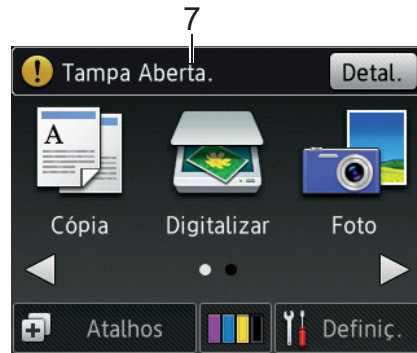 7
Tampa Aberta.
Detal.
A
Cópia
Digitalizar
Foto
Atalhos
Definiç.